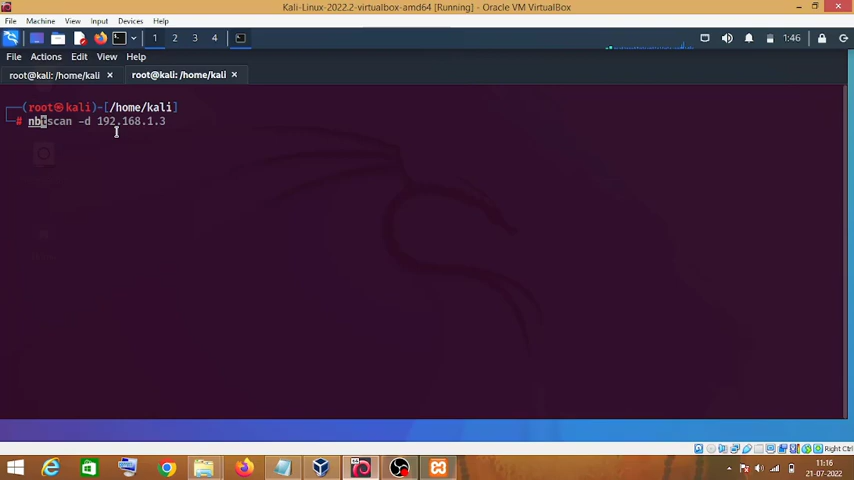 Kali-Linux-2022.2-virtualbox-amd64 [Running] - Oracle VM VirtualBox
File Machine View Input Devices Help
1 2 3 4 1:46
File Actions Edit View Help
root@kali: /home/kali × root@kali: /home/kali ×
(root㉿kali)-[/home/kali]
# nbtscan -d 192.168.1.3
Right Ctrl
11:16
21-07-2022